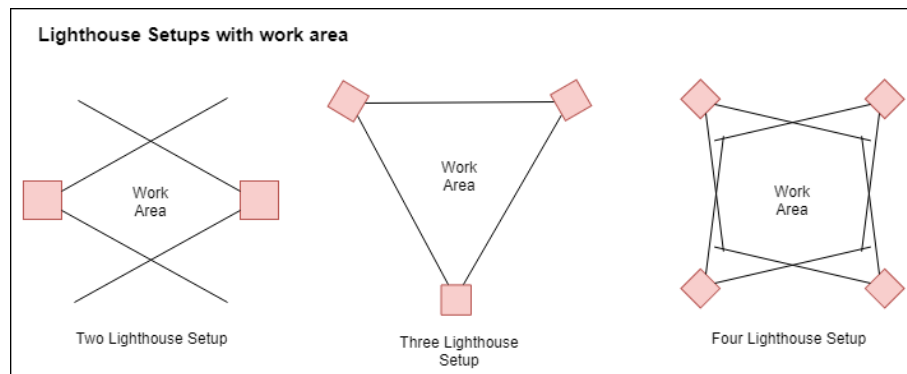 Lighthouse Setups with work area
Work
Area
Work
Area
Work
Area
Two Lighthouse Setup
Three Lighthouse
Setup
Four Lighthouse Setup